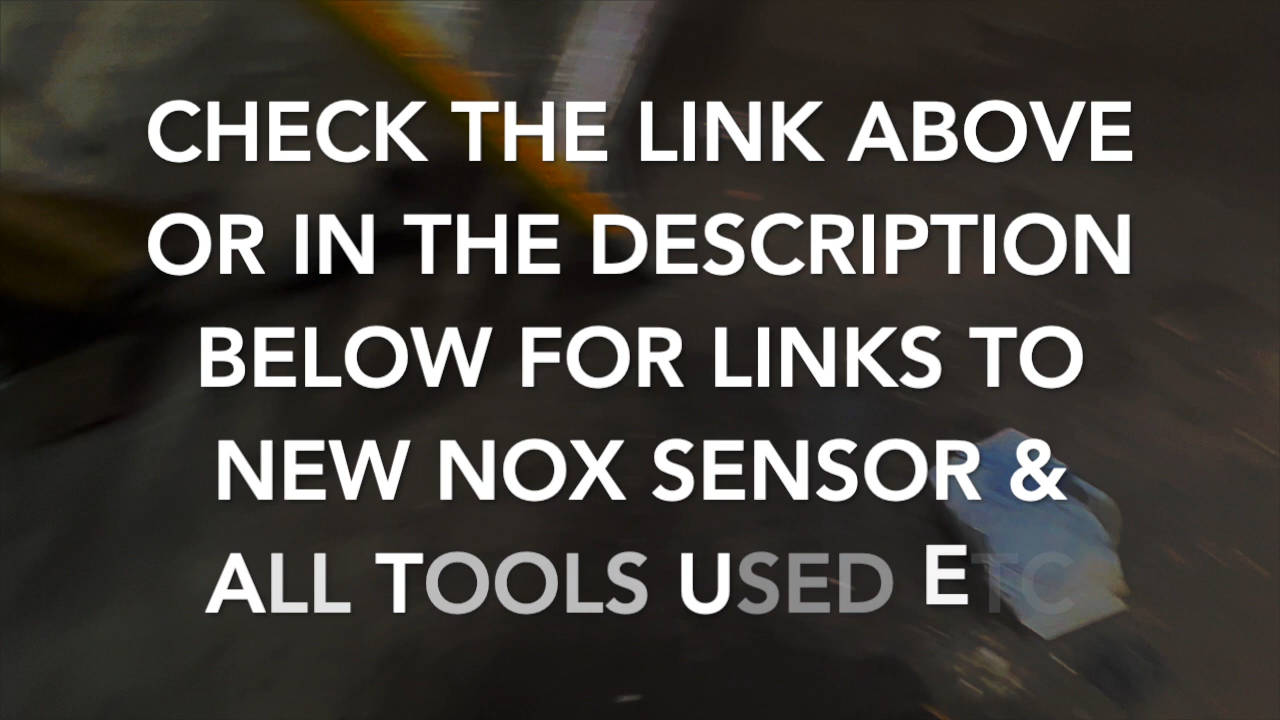 CHECK THE LINK ABOVE
OR IN THE DESCRIPTION
BELOW FOR LINKS TO
NEW NOX SENSOR &
ALL TOOLS USED ETC